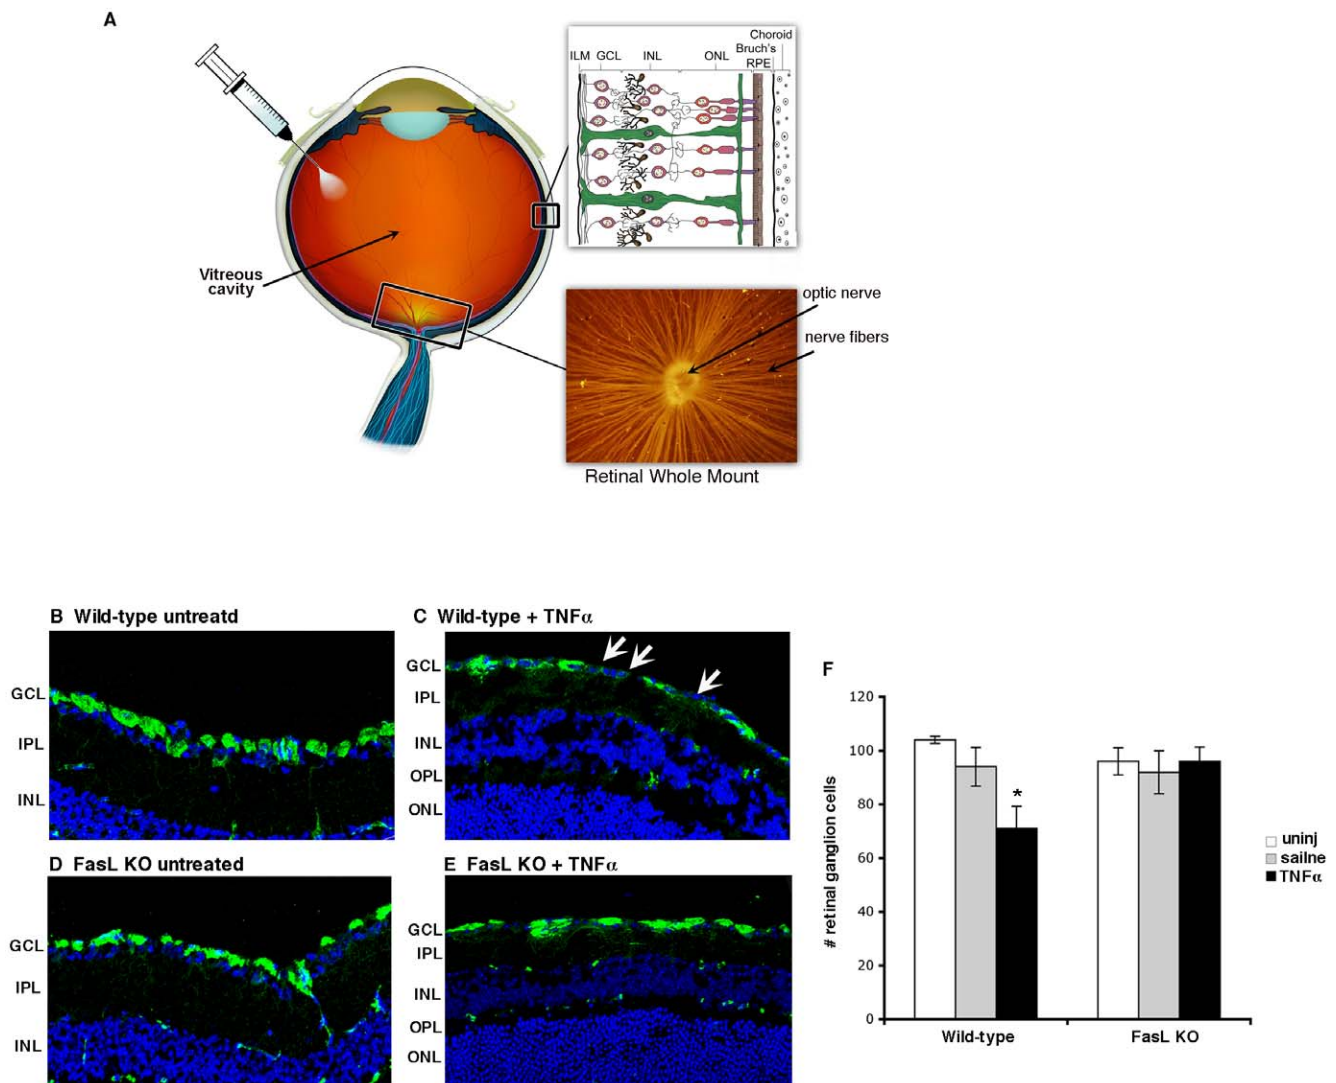 A
Choroid
Bruch's
ILM GCL INL ONL RPE
Vitreous
cavity
optic nerve
nerve fibers
Retinal Whole Mount
B Wild-type untreatd
GCL
IPL
INL
C Wild-type + TNFα
GCL
IPL
INL
OPL
ONL
D FasL KO untreated
GCL
IPL
INL
E FasL KO + TNFα
GCL
IPL
INL
OPL
ONL
F
# retinal ganglion cells
120
100
80
60
40
20
0
*
Wild-type
FasL KO
uninj
sailne
TNFα